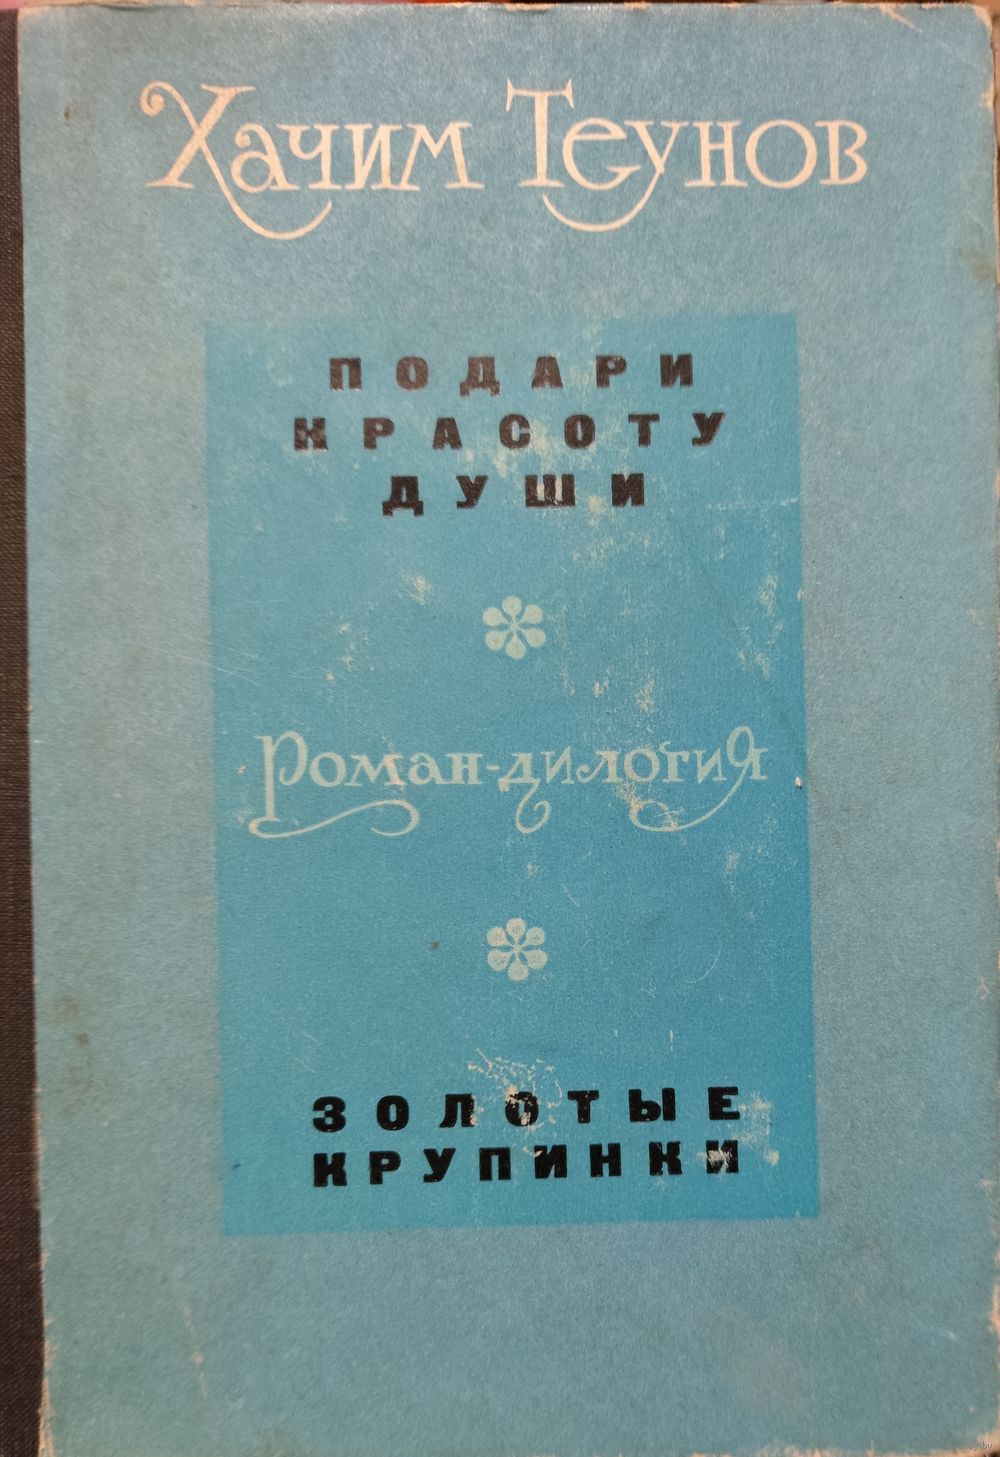 Хачим Теунов
ПОДАРИ
КРАСОТУ
ДУШИ
Роман-дилогия
ЗОЛОТЫЕ
КРУПИНКИ